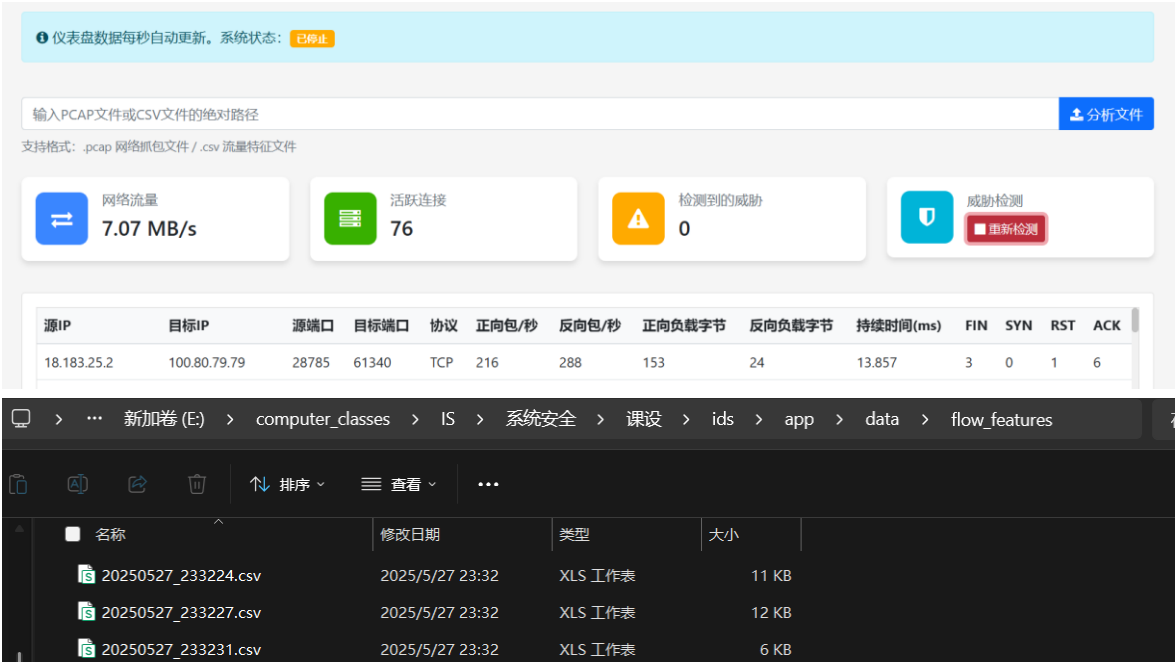 仪表盘数据每秒自动更新。系统状态： 已停止
输入PCAP文件或CSV文件的绝对路径 分析文件
支持格式：.pcap 网络抓包文件 / .csv 流量特征文件
网络流量 活跃连接 检测到的威胁 威胁检测
7.07 MB/s 76 0 重新检测
源IP 目标IP 源端口 目标端口 协议 正向包/秒 反向包/秒 正向负载字节 反向负载字节 持续时间(ms) FIN SYN RST ACK
18.183.25.2 100.80.79.79 28785 61340 TCP 216 288 153 24 13.857 3 0 1 6
> ··· 新加卷 (E:) > computer_classes > IS > 系统安全 > 课设 > ids > app > data > flow_features
排序 查看 ···
名称 修改日期 类型 大小
20250527_233224.csv 2025/5/27 23:32 XLS 工作表 11 KB
20250527_233227.csv 2025/5/27 23:32 XLS 工作表 12 KB
20250527_233231.csv 2025/5/27 23:32 XLS 工作表 6 KB